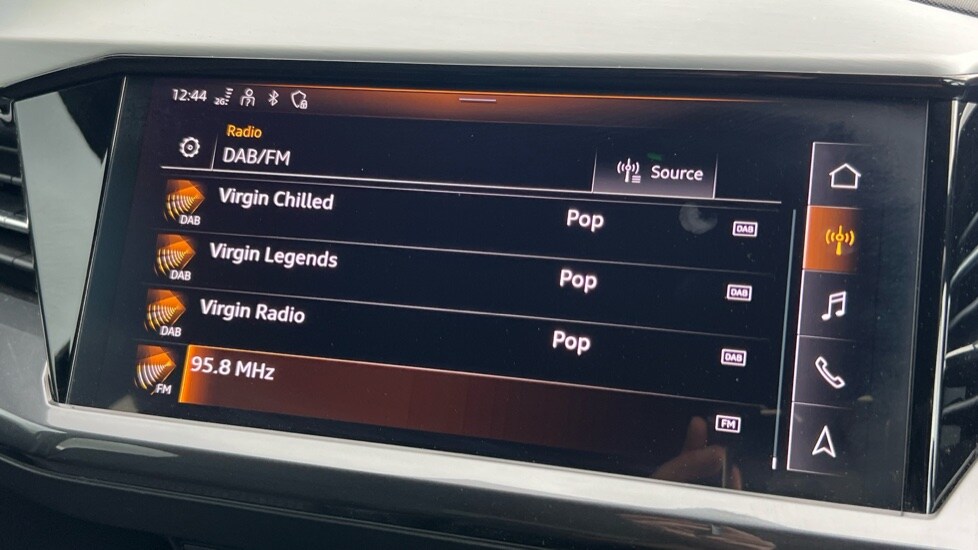 12:44 2G
Radio
DAB/FM
Source
DAB Virgin Chilled Pop DAB
DAB Virgin Legends Pop DAB
DAB Virgin Radio Pop DAB
FM 95.8 MHz FM